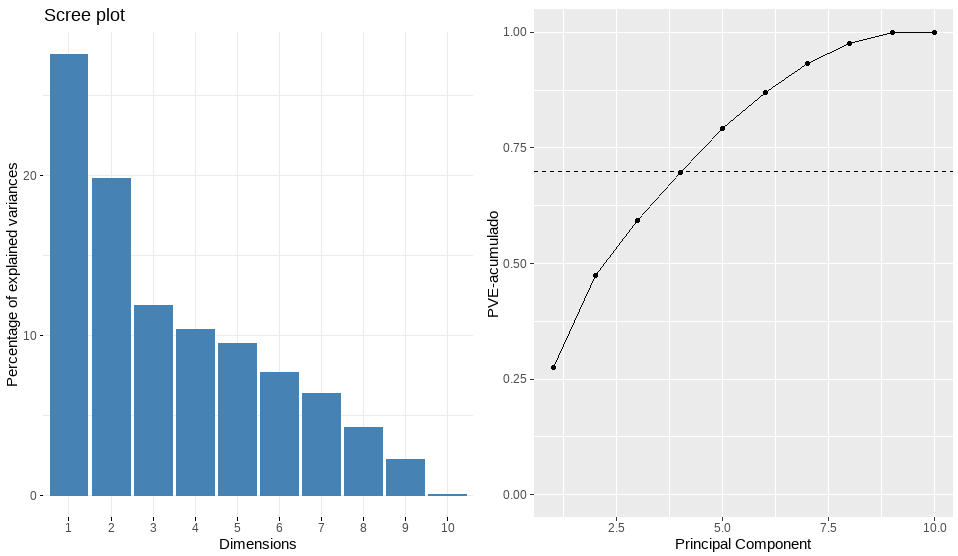 Scree plot
Percentage of explained variances
20
10
0
1 2 3 4 5 6 7 8 9 10
Dimensions
PVE-acumulado
1.00
0.75
0.50
0.25
0.00
2.5 5.0 7.5 10.0
Principal Component